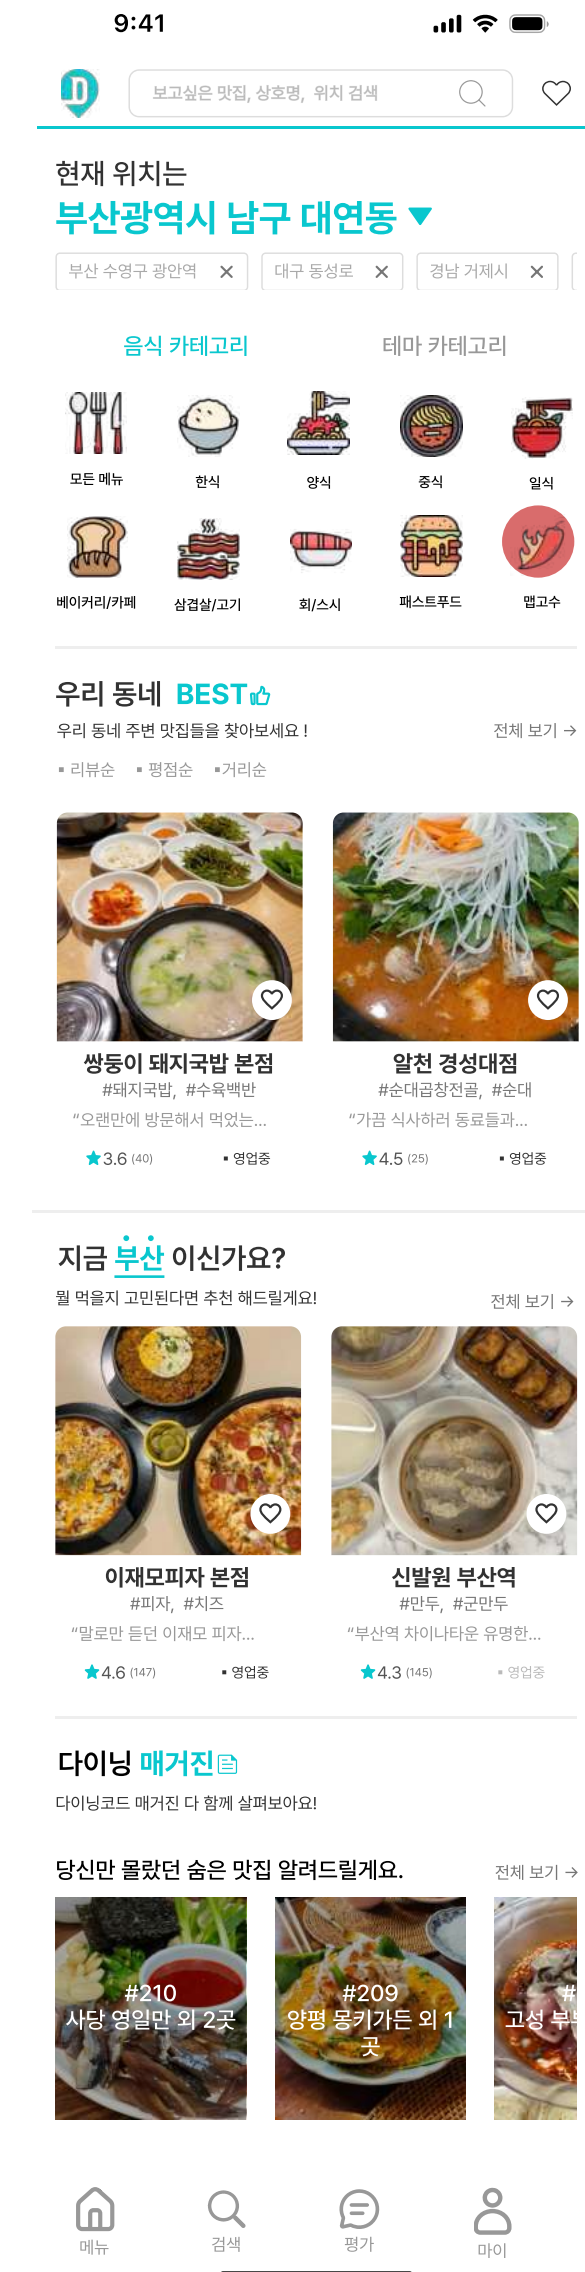 9:41
D
보고싶은 맛집, 상호명, 위치 검색
현재 위치는
부산광역시 남구 대연동 ▼
부산 수영구 광안역 ✕ 대구 동성로 ✕ 경남 거제시 ✕
음식 카테고리 테마 카테고리
모든 메뉴 한식 양식 중식 일식
베이커리/카페 삼겹살/고기 회/스시 패스트푸드 맵고수
우리 동네 BEST
우리 동네 주변 맛집들을 찾아보세요 ! 전체 보기 →
▪ 리뷰순 ▪ 평점순 ▪거리순
쌍둥이 돼지국밥 본점
#돼지국밥, #수육백반
“오랜만에 방문해서 먹었는...
★3.6 (40) ▪ 영업중
알천 경성대점
#순대곱창전골, #순대
“가끔 식사하러 동료들과...
★4.5 (25) ▪ 영업중
지금 부산 이신가요?
뭘 먹을지 고민된다면 추천 해드릴게요! 전체 보기 →
이재모피자 본점
#피자, #치즈
“말로만 듣던 이재모 피자...
★4.6 (147) ▪ 영업중
신발원 부산역
#만두, #군만두
“부산역 차이나타운 유명한...
★4.3 (145) ▪ 영업중
다이닝 매거진
다이닝코드 매거진 다 함께 살펴보아요!
당신만 몰랐던 숨은 맛집 알려드릴게요. 전체 보기 →
#210
사당 영일만 외 2곳
#209
양평 몽키가든 외 1
곳
#
고성 부
메뉴 검색 평가 마이